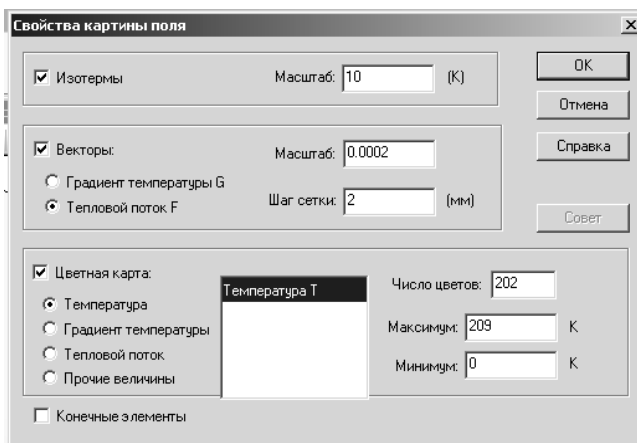 Свойства картины поля
Изотермы Масштаб: 10 (К) OK
Отмена
Векторы: Масштаб: 0.0002 Справка
Градиент температуры G
Тепловой поток F Шаг сетки: 2 (мм)
Совет
Цветная карта: Температура T Число цветов: 202
Температура
Градиент температуры Максимум: 209 К
Тепловой поток Минимум: 0 К
Прочие величины
Конечные элементы